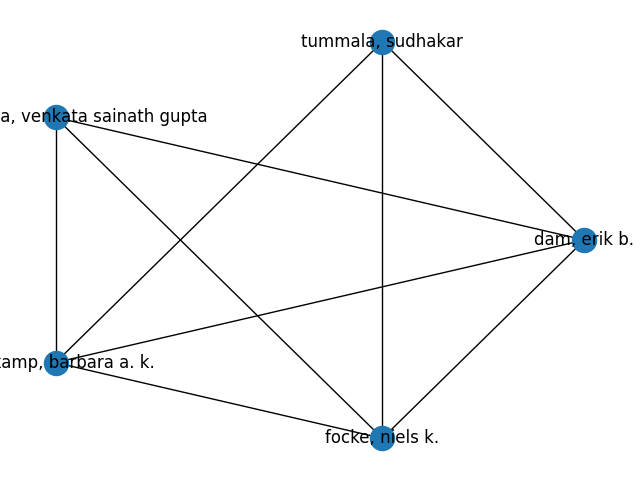 tummala, sudhakar
a, venkata sainath gupta
dam, erik b.
kamp, barbara a. k.
focke, niels k.